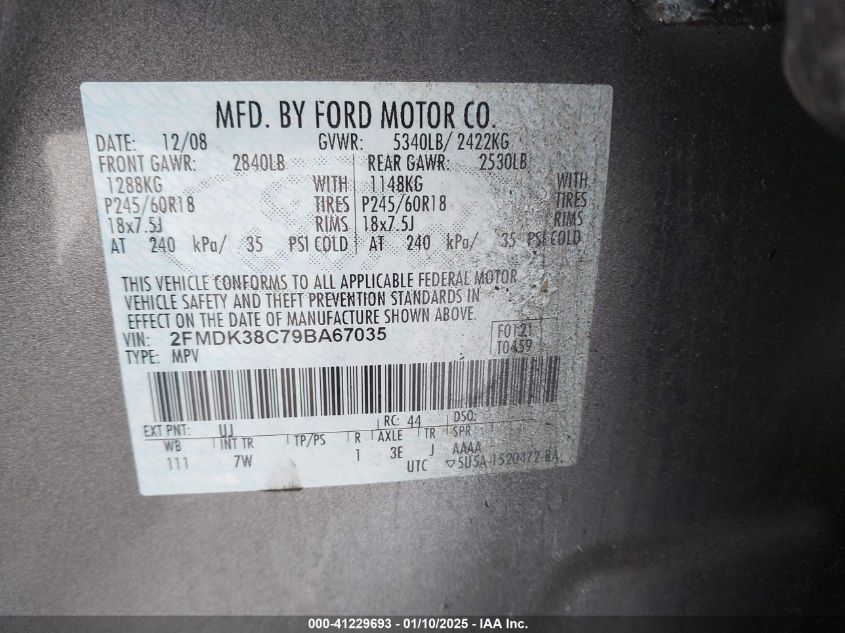 MFD. BY FORD MOTOR CO.
DATE: 12/08 GVWR: 5340LB/ 2422KG
FRONT GAWR: 2840LB REAR GAWR: 2530LB
1288KG WITH 1148KG WITH
P245/60R18 TIRES P245/60R18 TIRES
18x7.5J RIMS 18x7.5J RIMS
AT 240 kPa/ 35 PSI COLD AT 240 kPa/ 35 PSI COLD
THIS VEHICLE CONFORMS TO ALL APPLICABLE FEDERAL MOTOR
VEHICLE SAFETY AND THEFT PREVENTION STANDARDS IN
EFFECT ON THE DATE OF MANUFACTURE SHOWN ABOVE.
VIN: 2FMDK38C79BA67035 F0121
TYPE: MPV T0459
EXT PNT: UJ RC: 44 DSO:
WB INT TR TP/PS R AXLE TR SPR
111 7W 1 3E J AAAA
UTC ▽5U5A-1520472-BA
000-41229693 - 01/10/2025 - IAA Inc.